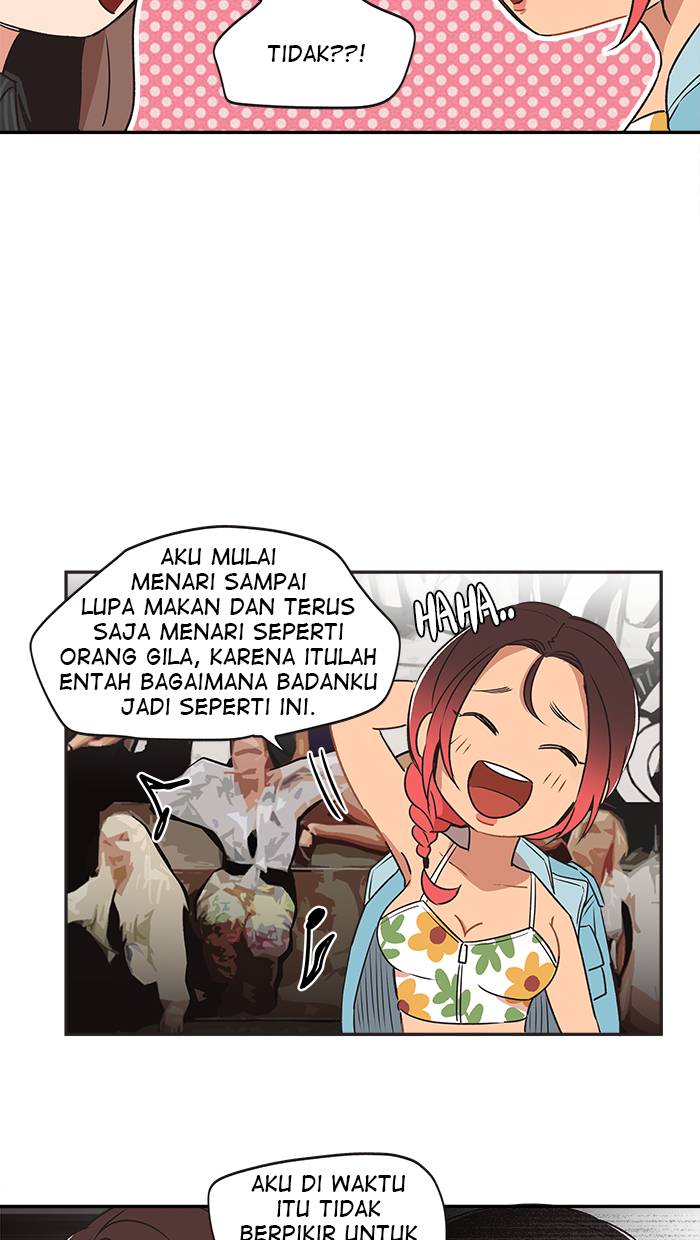 TIDAK??!
AKU MULAI
MENARI SAMPAI
LUPA MAKAN DAN TERUS
SAJA MENARI SEPERTI
ORANG GILA, KARENA ITULAH
ENTAH BAGAIMANA BADANKU
JADI SEPERTI INI.
HAHA..
AKU DI WAKTU
ITU TIDAK
BERPIKIR UNTUK